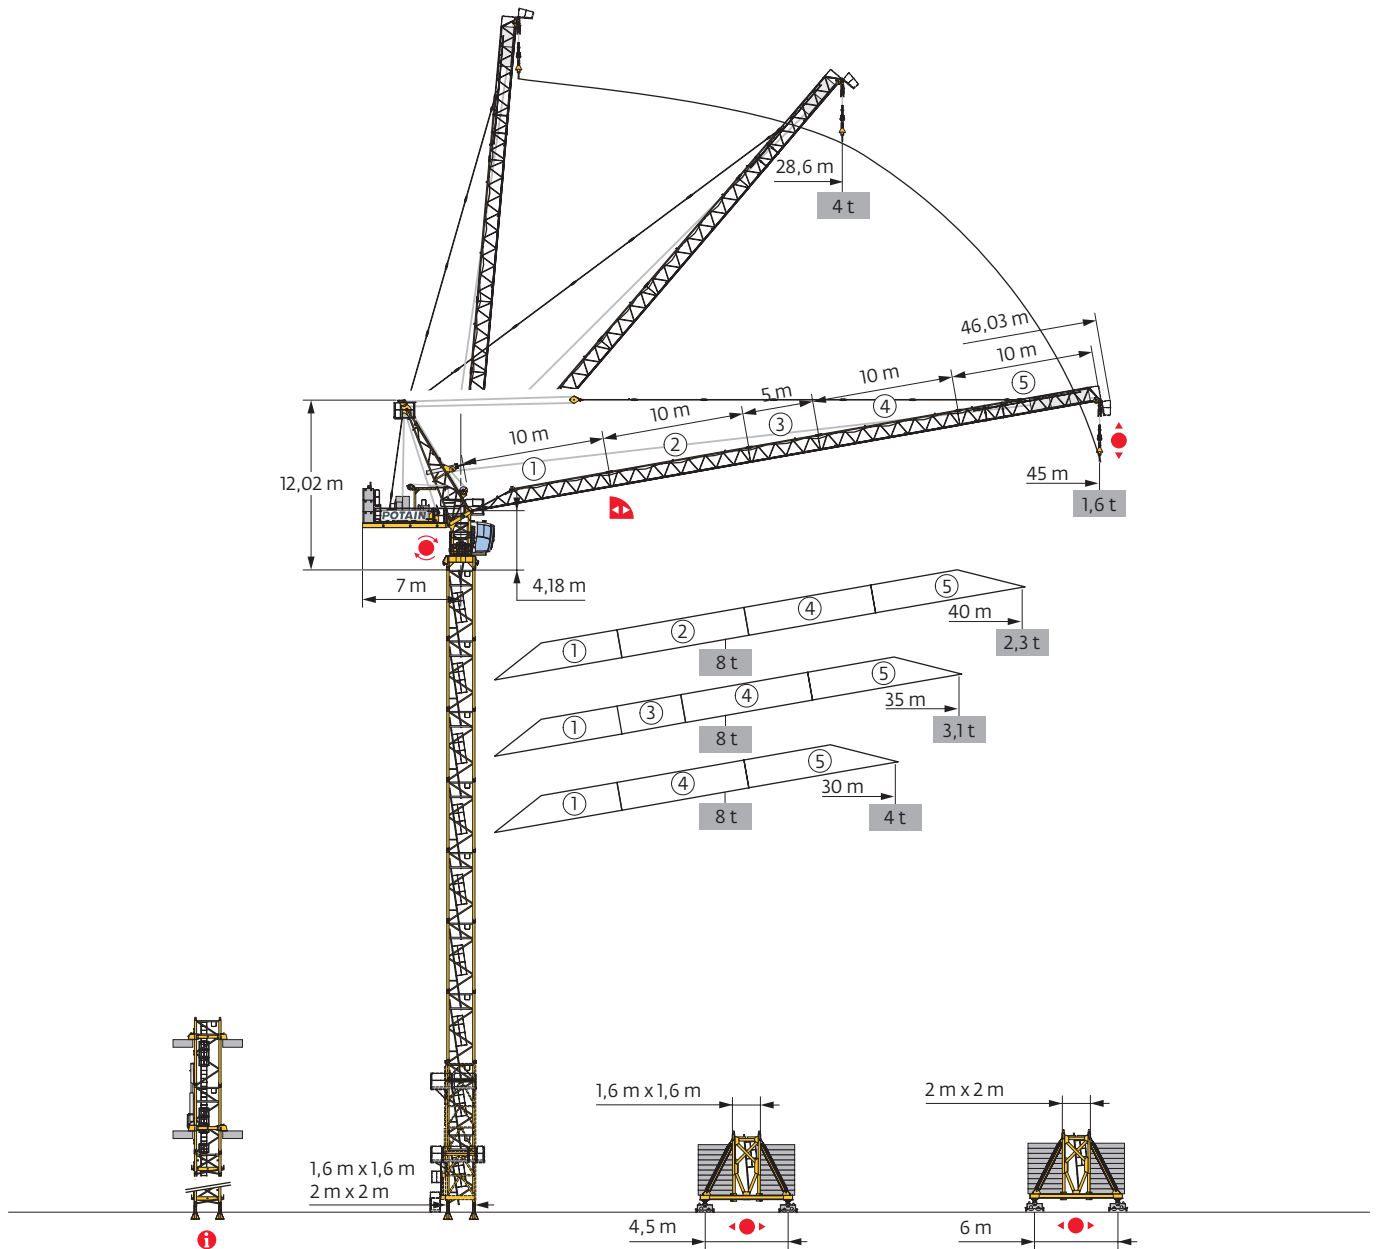 28,6 m
4 t
46,03 m
10 m
10 m
5 m
10 m
10 m
①
②
③
④
⑤
12,02 m
POTAIN
45 m
1,6 t
7 m
4,18 m
①
②
④
⑤
40 m
2,3 t
8 t
①
③
④
⑤
35 m
3,1 t
8 t
①
④
⑤
30 m
4 t
8 t
1,6 m x 1,6 m
2 m x 2 m
1,6 m x 1,6 m
2 m x 2 m
4,5 m
6 m
i